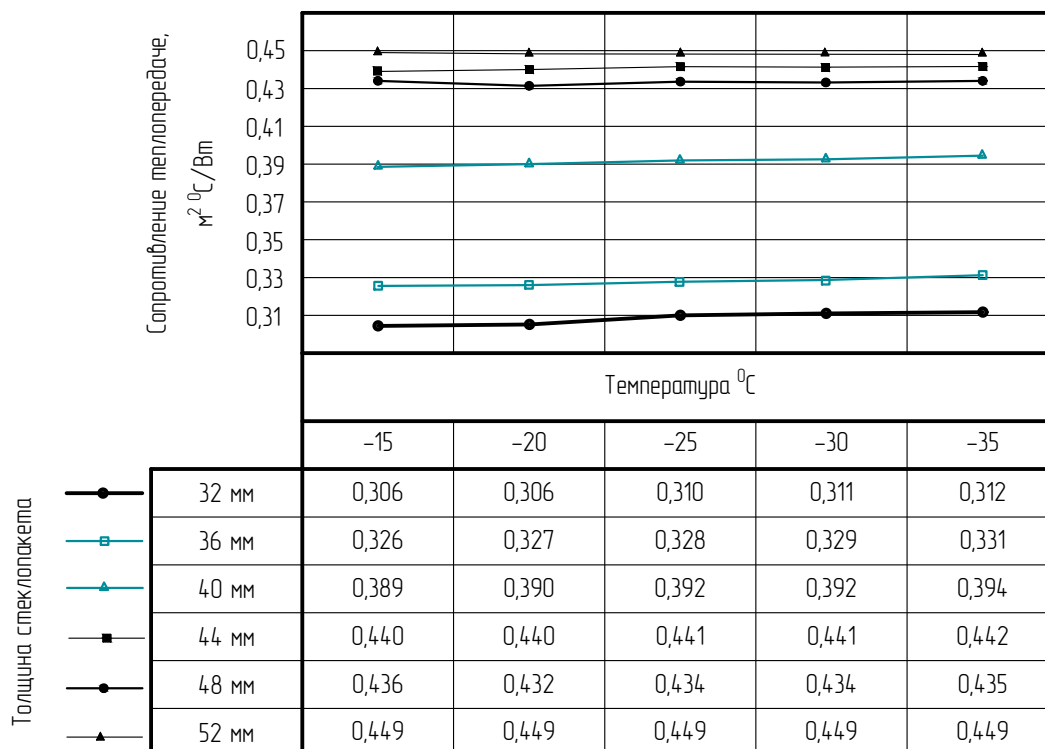 Сопротивление теплопередаче,
м² ⁰С/Вт
0,45
0,43
0,41
0,39
0,37
0,35
0,33
0,31
Температура ⁰С
–15 –20 –25 –30 –35
Толщина стеклопакета
32 мм 0,306 0,306 0,310 0,311 0,312
36 мм 0,326 0,327 0,328 0,329 0,331
40 мм 0,389 0,390 0,392 0,392 0,394
44 мм 0,440 0,440 0,441 0,441 0,442
48 мм 0,436 0,432 0,434 0,434 0,435
52 мм 0,449 0,449 0,449 0,449 0,449